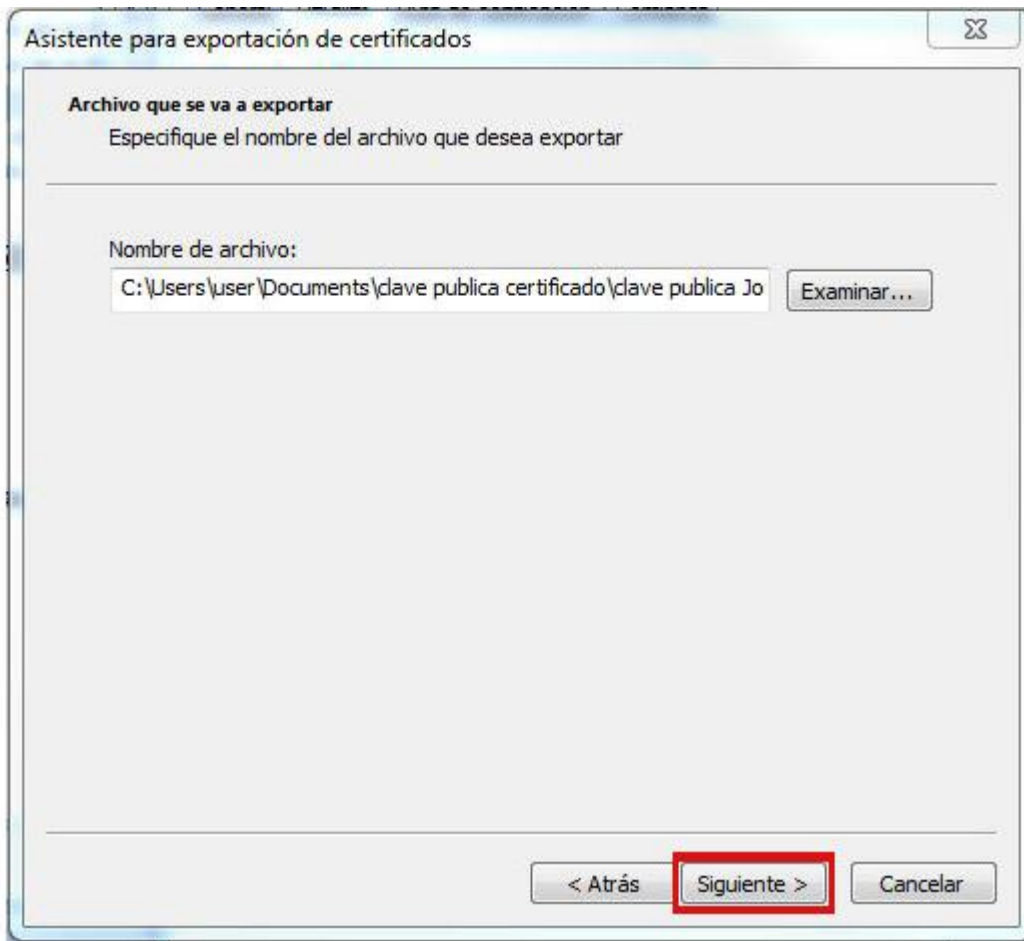 Asistente para exportación de certificados
Archivo que se va a exportar
Especifique el nombre del archivo que desea exportar
Nombre de archivo:
C:\Users\user\Documents\clave publica certificado\clave publica Jo
Examinar...
< Atrás
Siguiente >
Cancelar